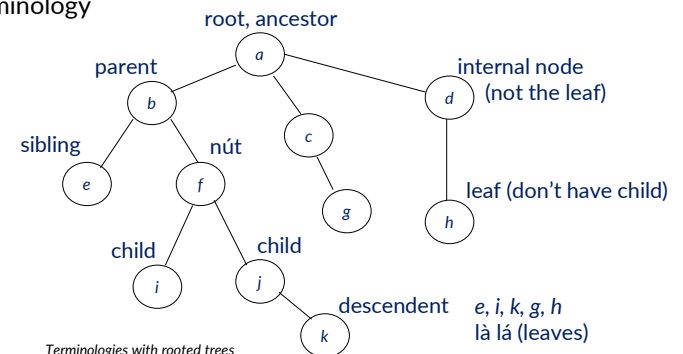 minology
root, ancestor
a
parent
internal node
b
d
(not the leaf)
c
sibling
nút
e
f
leaf (don't have child)
g
h
child
child
i
j
descendent
e, i, k, g, h
k
là lá (leaves)
Terminologies with rooted trees